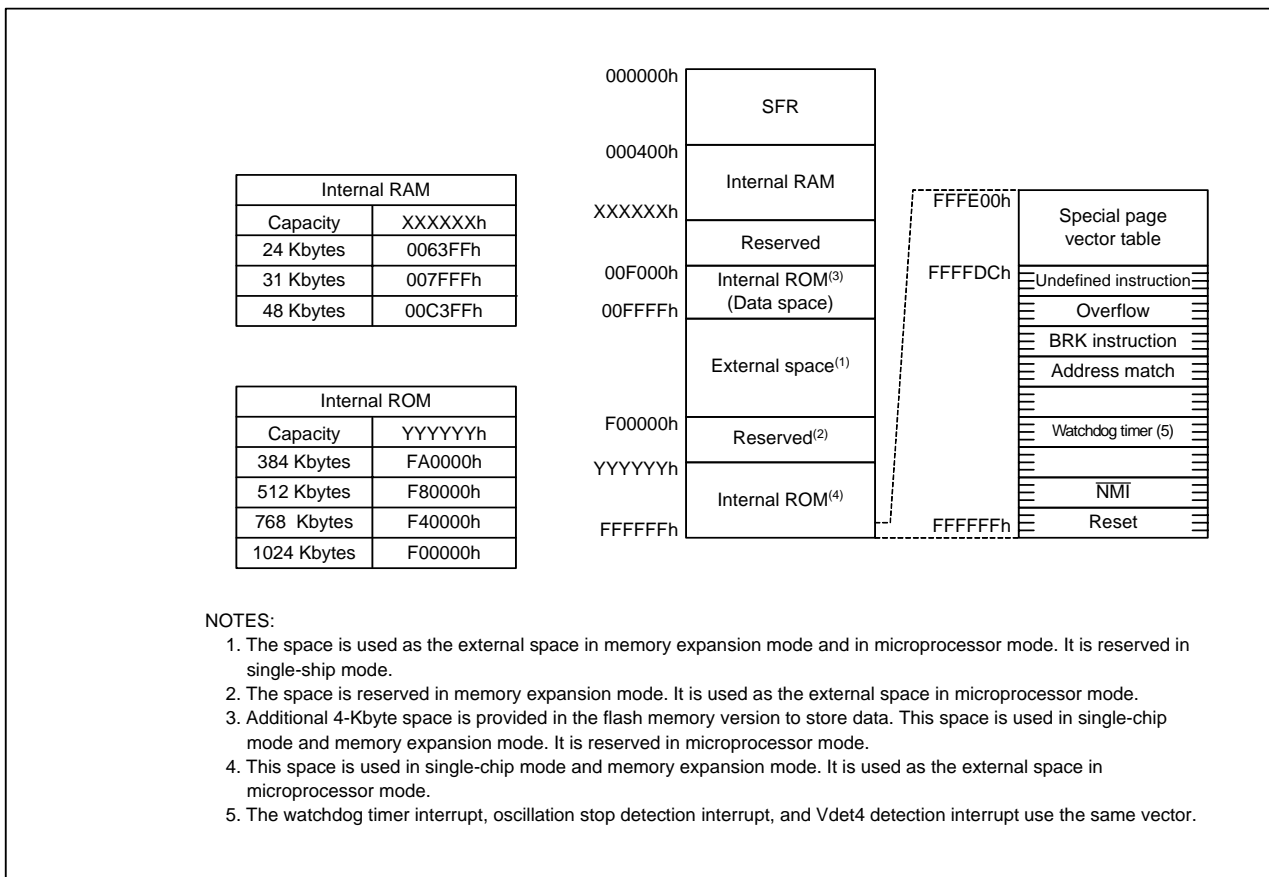 Internal RAM
Capacity XXXXXXh
24 Kbytes 0063FFh
31 Kbytes 007FFFh
48 Kbytes 00C3FFh
Internal ROM
Capacity YYYYYYh
384 Kbytes FA0000h
512 Kbytes F80000h
768 Kbytes F40000h
1024 Kbytes F00000h
000000h
SFR
000400h
Internal RAM
XXXXXXh
Reserved
00F000h
Internal ROM(3)
(Data space)
00FFFFh
External space(1)
F00000h
Reserved(2)
YYYYYYh
Internal ROM(4)
FFFFFFh
FFFE00h
Special page
vector table
FFFFDCh
Undefined instruction
Overflow
BRK instruction
Address match
Watchdog timer (5)
NMI
Reset
FFFFFFh
NOTES:
1. The space is used as the external space in memory expansion mode and in microprocessor mode. It is reserved in
single-ship mode.
2. The space is reserved in memory expansion mode. It is used as the external space in microprocessor mode.
3. Additional 4-Kbyte space is provided in the flash memory version to store data. This space is used in single-chip
mode and memory expansion mode. It is reserved in microprocessor mode.
4. This space is used in single-chip mode and memory expansion mode. It is used as the external space in
microprocessor mode.
5. The watchdog timer interrupt, oscillation stop detection interrupt, and Vdet4 detection interrupt use the same vector.